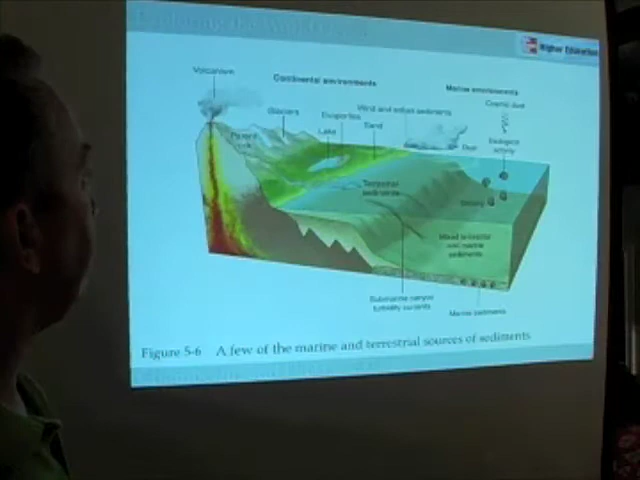 Higher Education
Volcanism
Continental environments
Marine environments
Cosmic dust
Glaciers
Evaporites
Wind and eolian sediments
Lake
Sand
Dust
Biological
activity
Terrestrial
sediments
Mixed terrestrial
and marine
sediments
Submarine canyon
turbidity currents
Marine sediments
Figure 5-6 A few of the marine and terrestrial sources of sediments